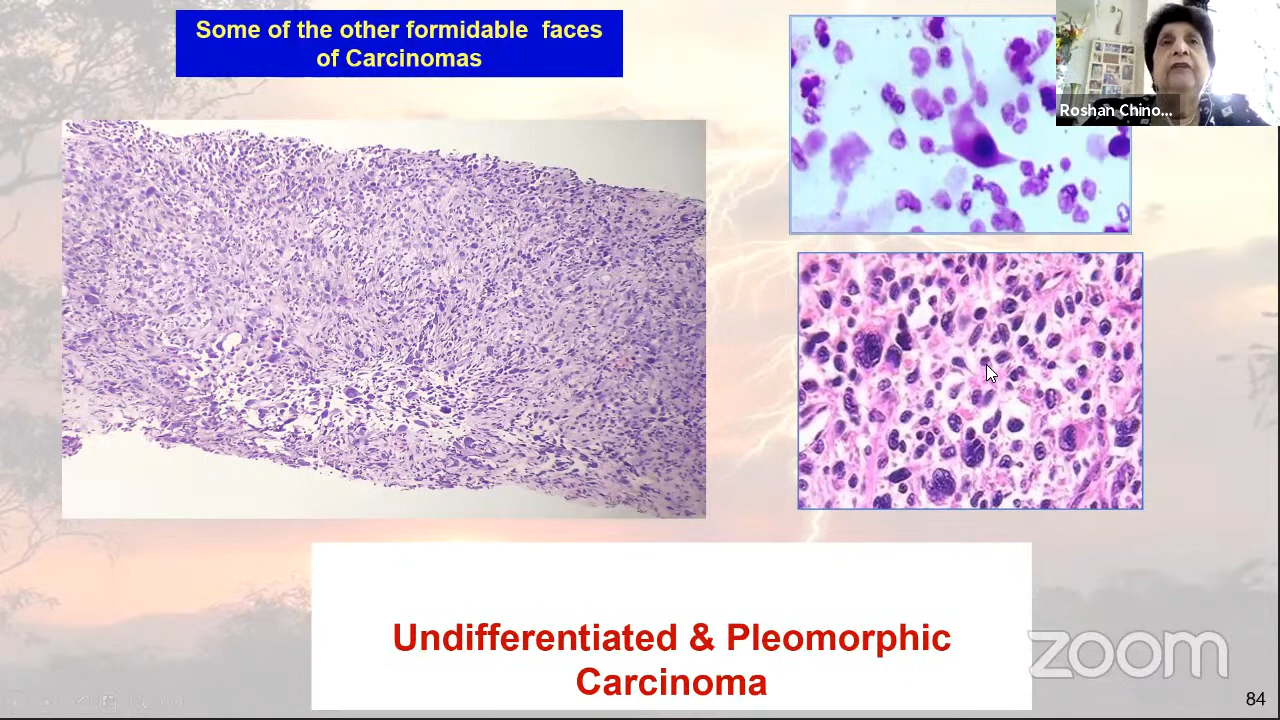 Some of the other formidable faces
of Carcinomas
Roshan Chino...
Undifferentiated & Pleomorphic
Carcinoma
zoom
84